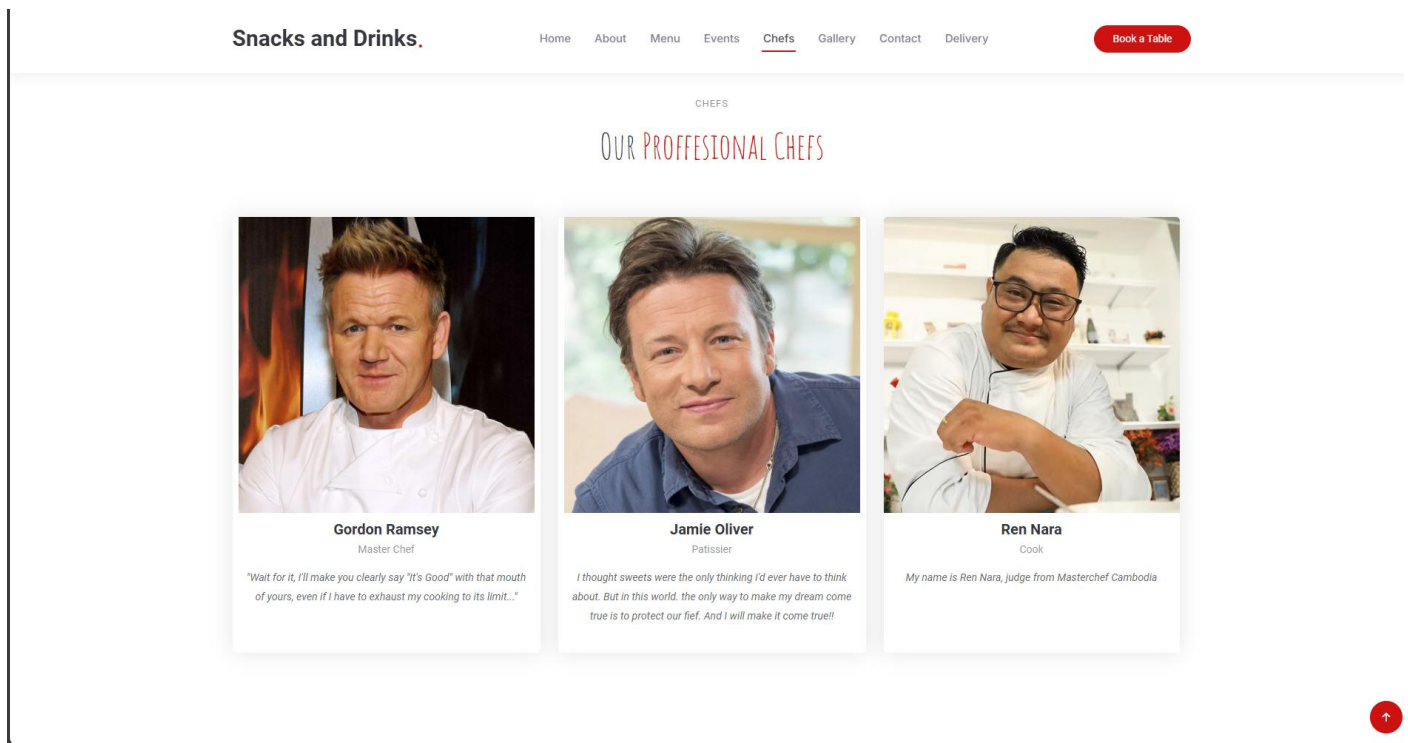 Snacks and Drinks.
Home About Menu Events Chefs Gallery Contact Delivery
Book a Table
CHEFS
OUR PROFFESIONAL CHEFS
Gordon Ramsey
Master Chef
"Wait for it, I'll make you clearly say "It's Good" with that mouth
of yours, even if I have to exhaust my cooking to its limit..."
Jamie Oliver
Patissier
I thought sweets were the only thinking I'd ever have to think
about. But in this world. the only way to make my dream come
true is to protect our fief. And I will make it come true!!
Ren Nara
Cook
My name is Ren Nara, judge from Masterchef Cambodia